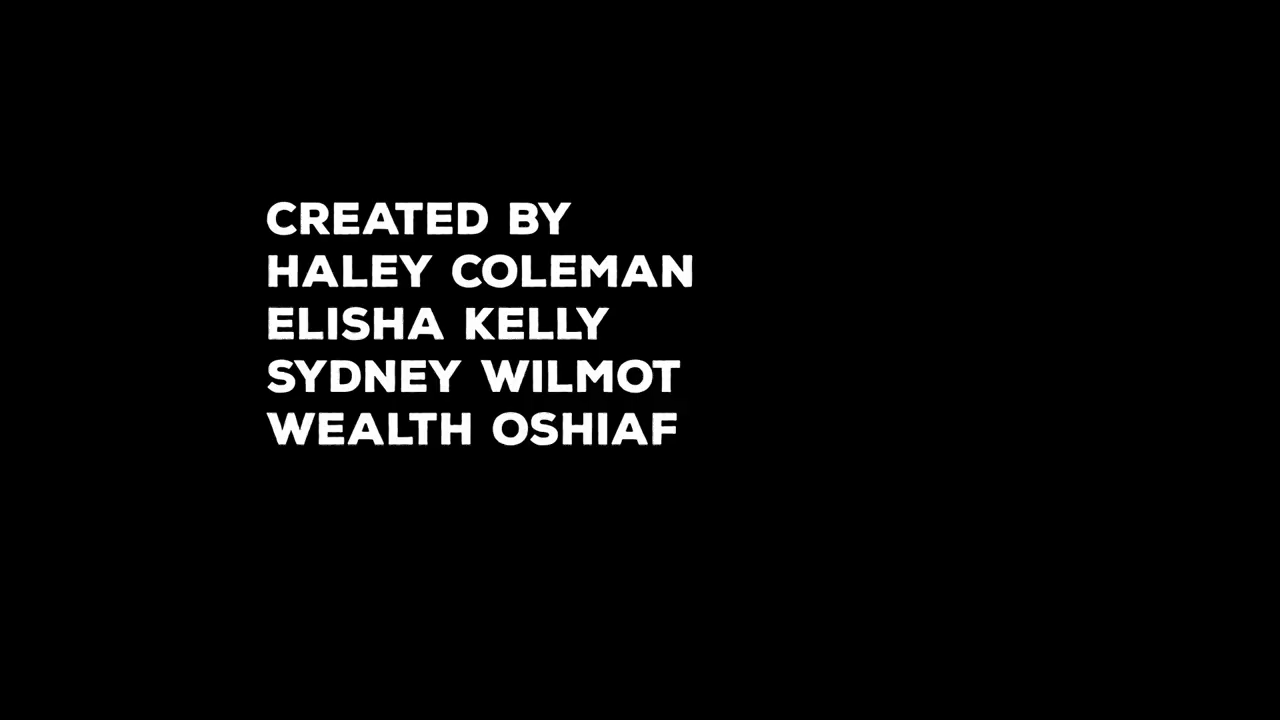 CREATED BY
HALEY COLEMAN
ELISHA KELLY
SYDNEY WILMOT
WEALTH OSHIAF